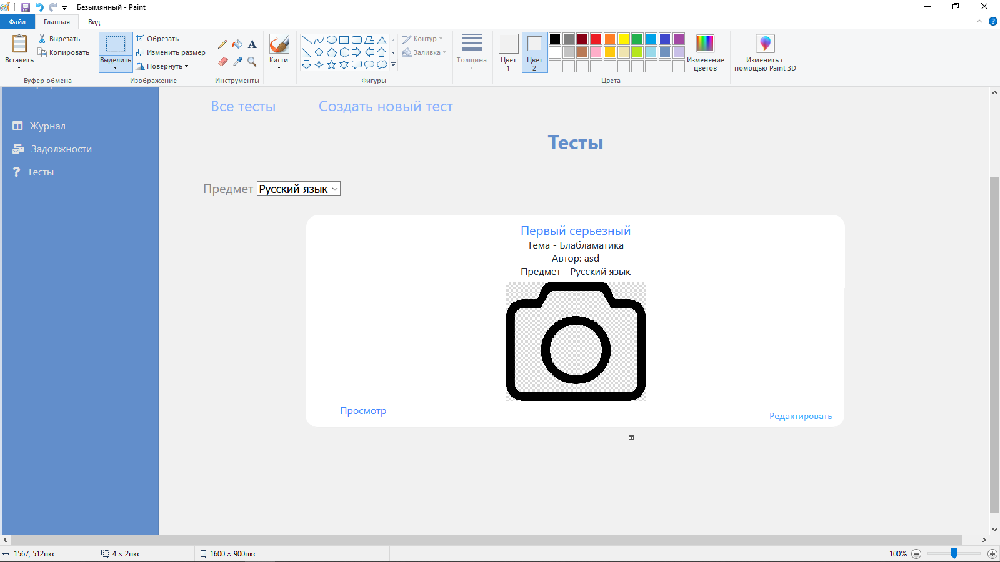 Безымянный - Paint
Файл
Главная
Вид
Вставить
Вырезать
Копировать
Буфер обмена
Выделить
Обрезать
Изменить размер
Повернуть
Изображение
Инструменты
Кисти
Фигуры
Контур
Заливка
Толщина
Цвет 1
Цвет 2
Цвета
Изменение цветов
Изменить с помощью Paint 3D
Журнал
Задолжности
Тесты
Все тесты
Создать новый тест
Тесты
Предмет Русский язык
Первый серьезный
Тема - Блабламатика
Автор: asd
Предмет - Русский язык
Просмотр
Редактировать
1567, 512пкс
4 × 2пкс
1600 × 900пкс
100%